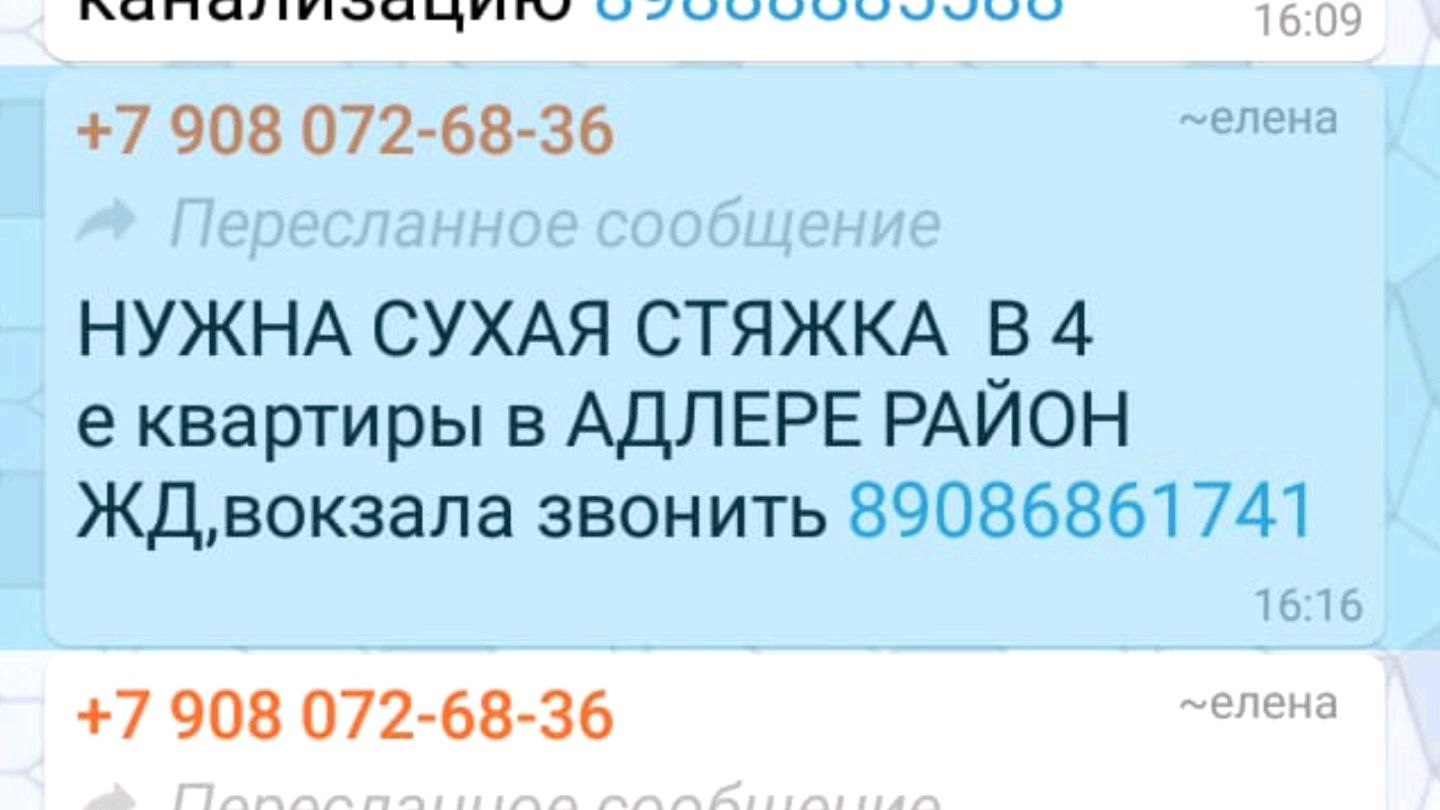 канализацию
16:09
+7 908 072-68-36 ~елена
Пересланное сообщение
НУЖНА СУХАЯ СТЯЖКА В 4
е квартиры в АДЛЕРЕ РАЙОН
ЖД,вокзала звонить 89086861741
16:16
+7 908 072-68-36 ~елена
Пересланное сообщение